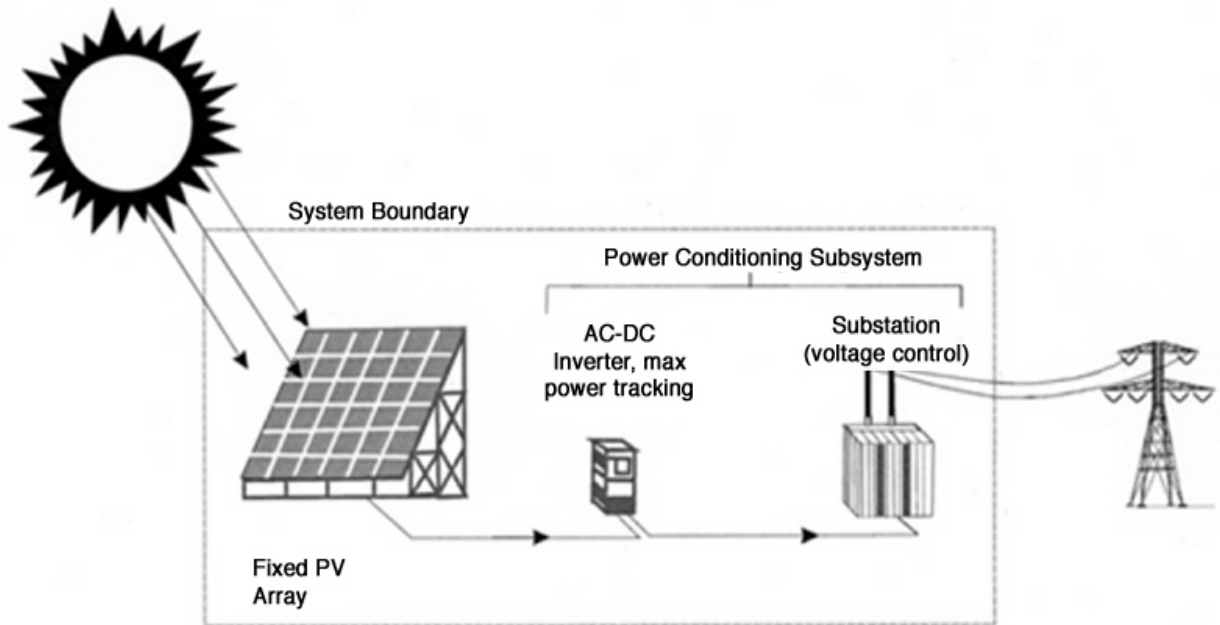 System Boundary
Power Conditioning Subsystem
AC-DC
Inverter, max
power tracking
Substation
(voltage control)
Fixed PV
Array